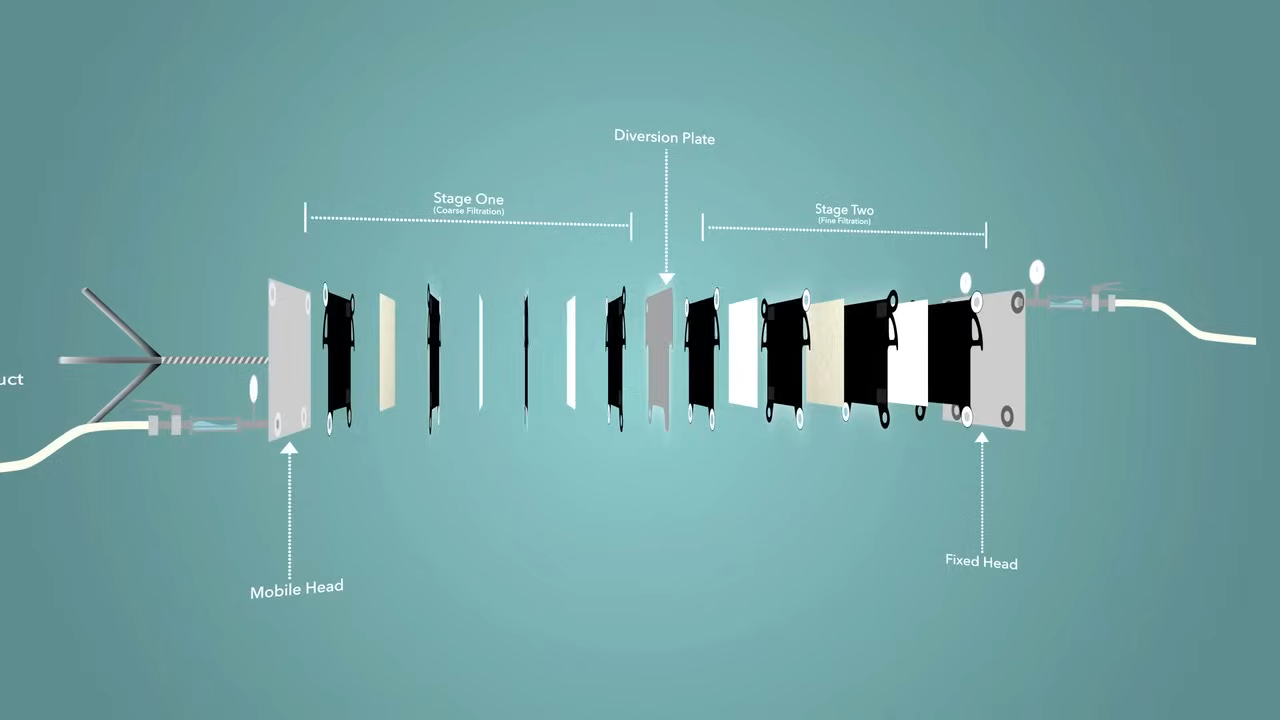 Diversion Plate
Stage One
(Coarse Filtration)
Stage Two
(Fine Filtration)
uct
Fixed Head
Mobile Head